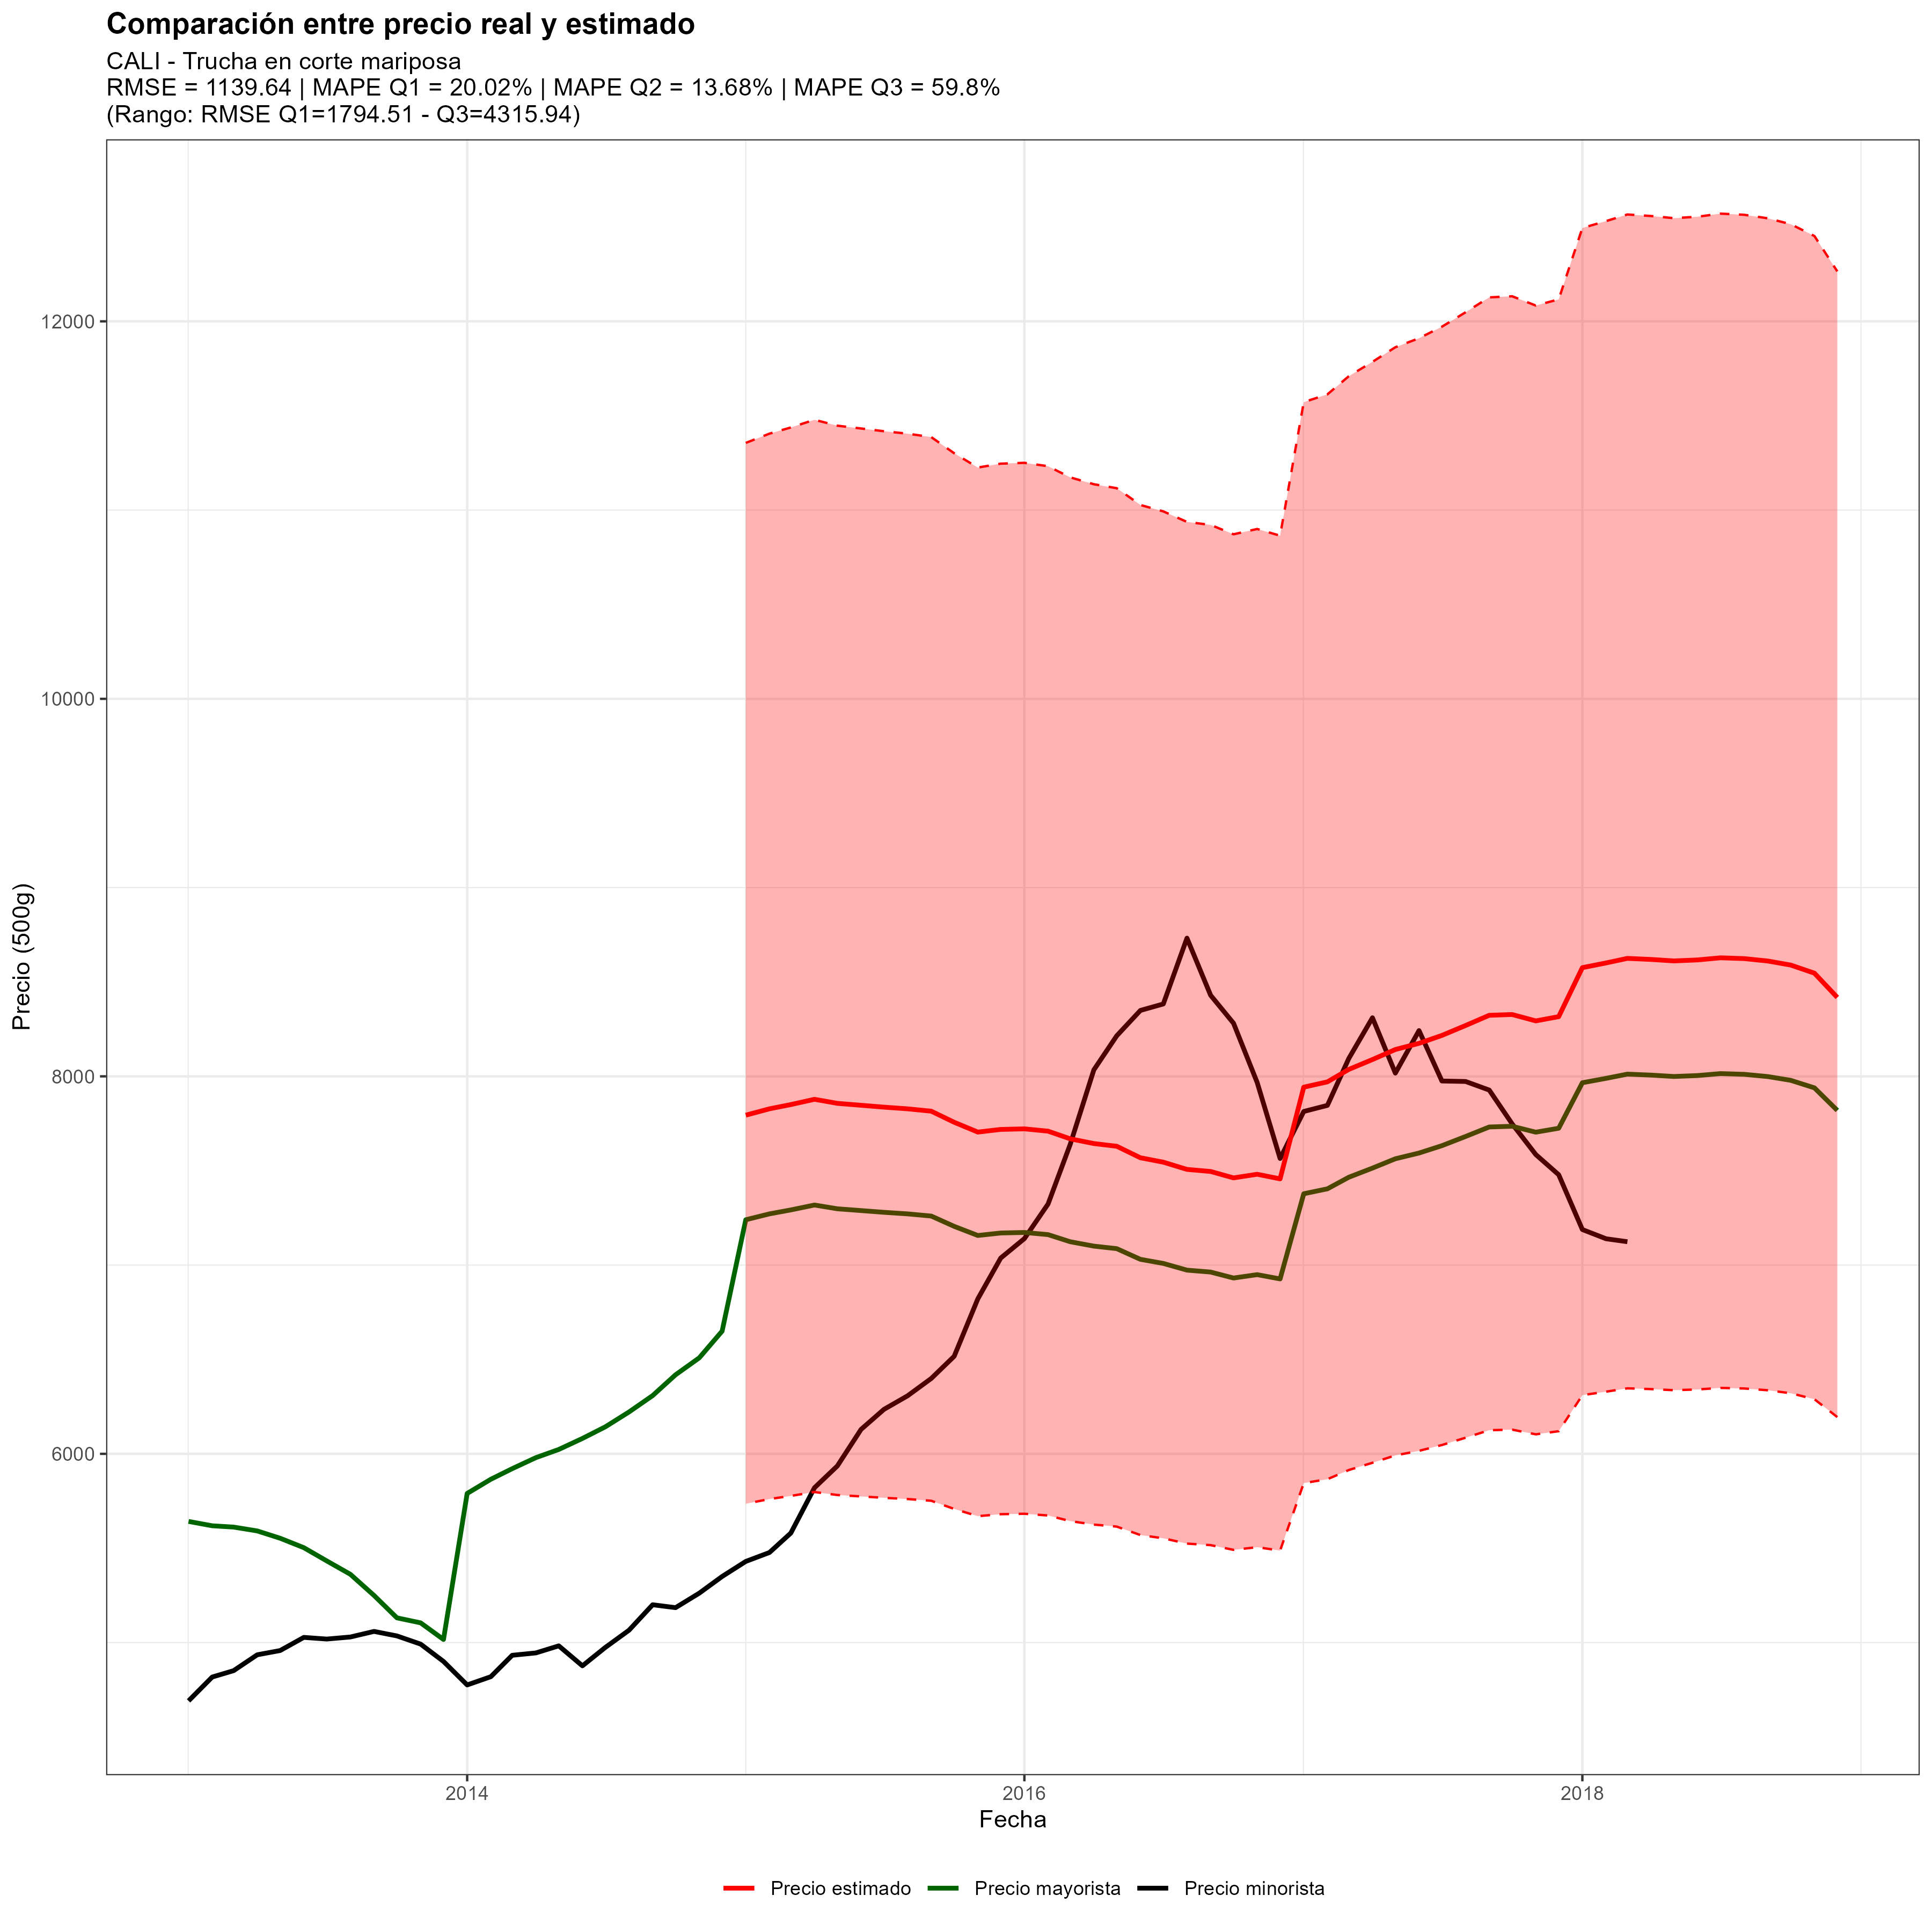 Comparación entre precio real y estimado
CALI - Trucha en corte mariposa
RMSE = 1139.64 | MAPE Q1 = 20.02% | MAPE Q2 = 13.68% | MAPE Q3 = 59.8%
(Rango: RMSE Q1=1794.51 - Q3=4315.94)
Precio (500g)
12000
10000
8000
6000
2014
2016
2018
Fecha
Precio estimado
Precio mayorista
Precio minorista